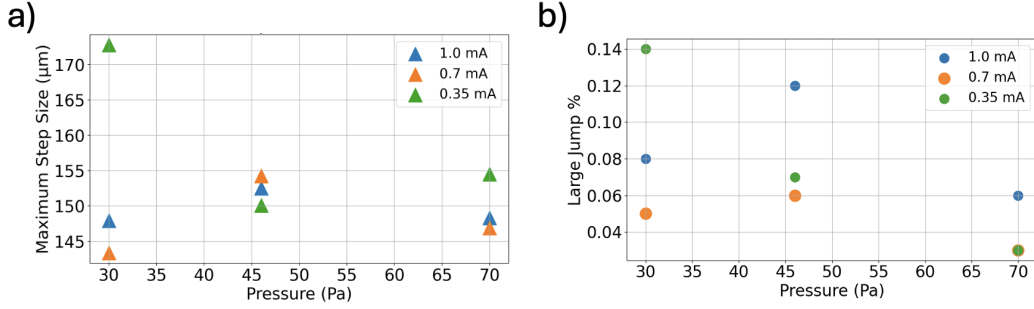 a)
Maximum Step Size (μm)
170
165
160
155
150
145
30 35 40 45 50 55 60 65 70
Pressure (Pa)
1.0 mA
0.7 mA
0.35 mA
b)
Large Jump %
0.14
0.12
0.10
0.08
0.06
0.04
30 35 40 45 50 55 60 65 70
Pressure (Pa)
1.0 mA
0.7 mA
0.35 mA